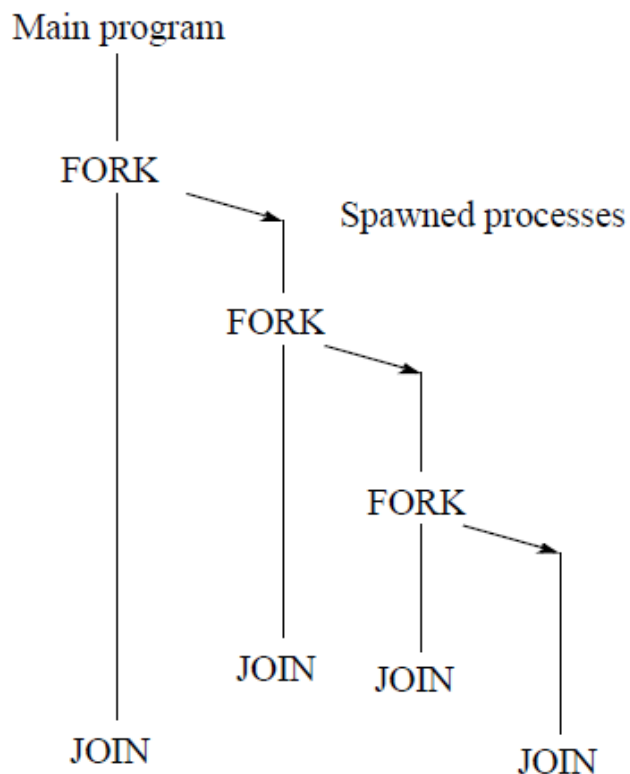 Main program
FORK
Spawned processes
FORK
FORK
JOIN
JOIN
JOIN
JOIN